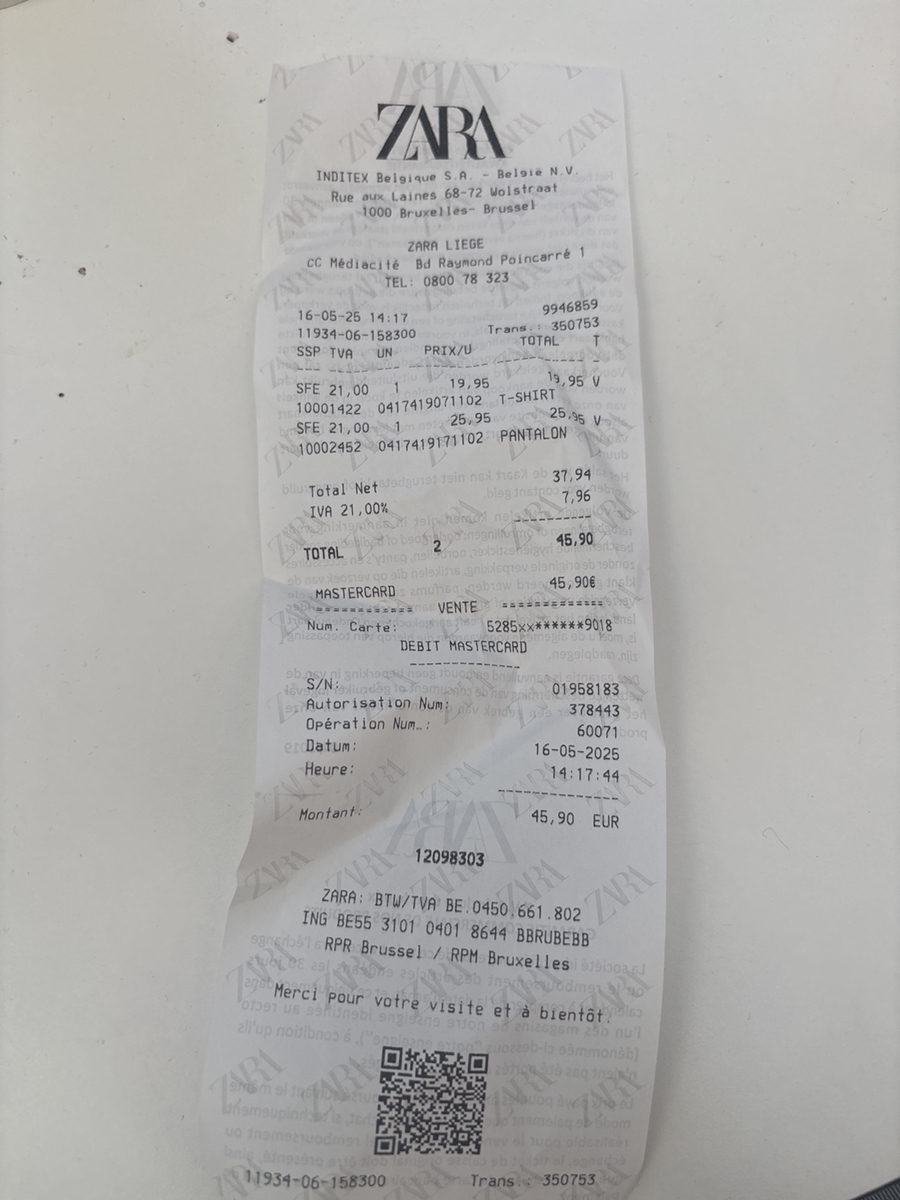 ZARA
INDITEX Belgique S.A. - Belgie N.V.
Rue aux Laines 68-72 Wolstraat
1000 Bruxelles- Brussel
ZARA LIEGE
CC Médiacité Bd Raymond Poincarré 1
TEL: 0800 78 323
16-05-25 14:17 9946859
11934-06-158300 Trans.: 350753
SSP TVA UN PRIX/U TOTAL T
SFE 21,00 1 19,95 19,95 V
10001422 0417419071102 T-SHIRT
SFE 21,00 1 25,95 25,95 V
10002452 0417419171102 PANTALON
Total Net 37,94
IVA 21,00% 7,96
TOTAL 2 45,90
MASTERCARD 45,90€
============ VENTE =============
Num. Carte: 5285xx******9018
DEBIT MASTERCARD
S/N: 01958183
Autorisation Num: 378443
Opération Num.: 60071
Datum: 16-05-2025
Heure: 14:17:44
Montant: 45,90 EUR
12098303
ZARA: BTW/TVA BE.0450.661.802
ING BE55 3101 0401 8644 BBRUBEBB
RPR Brussel / RPM Bruxelles
Merci pour votre visite et à bientôt.
11934-06-158300 Trans.: 350753